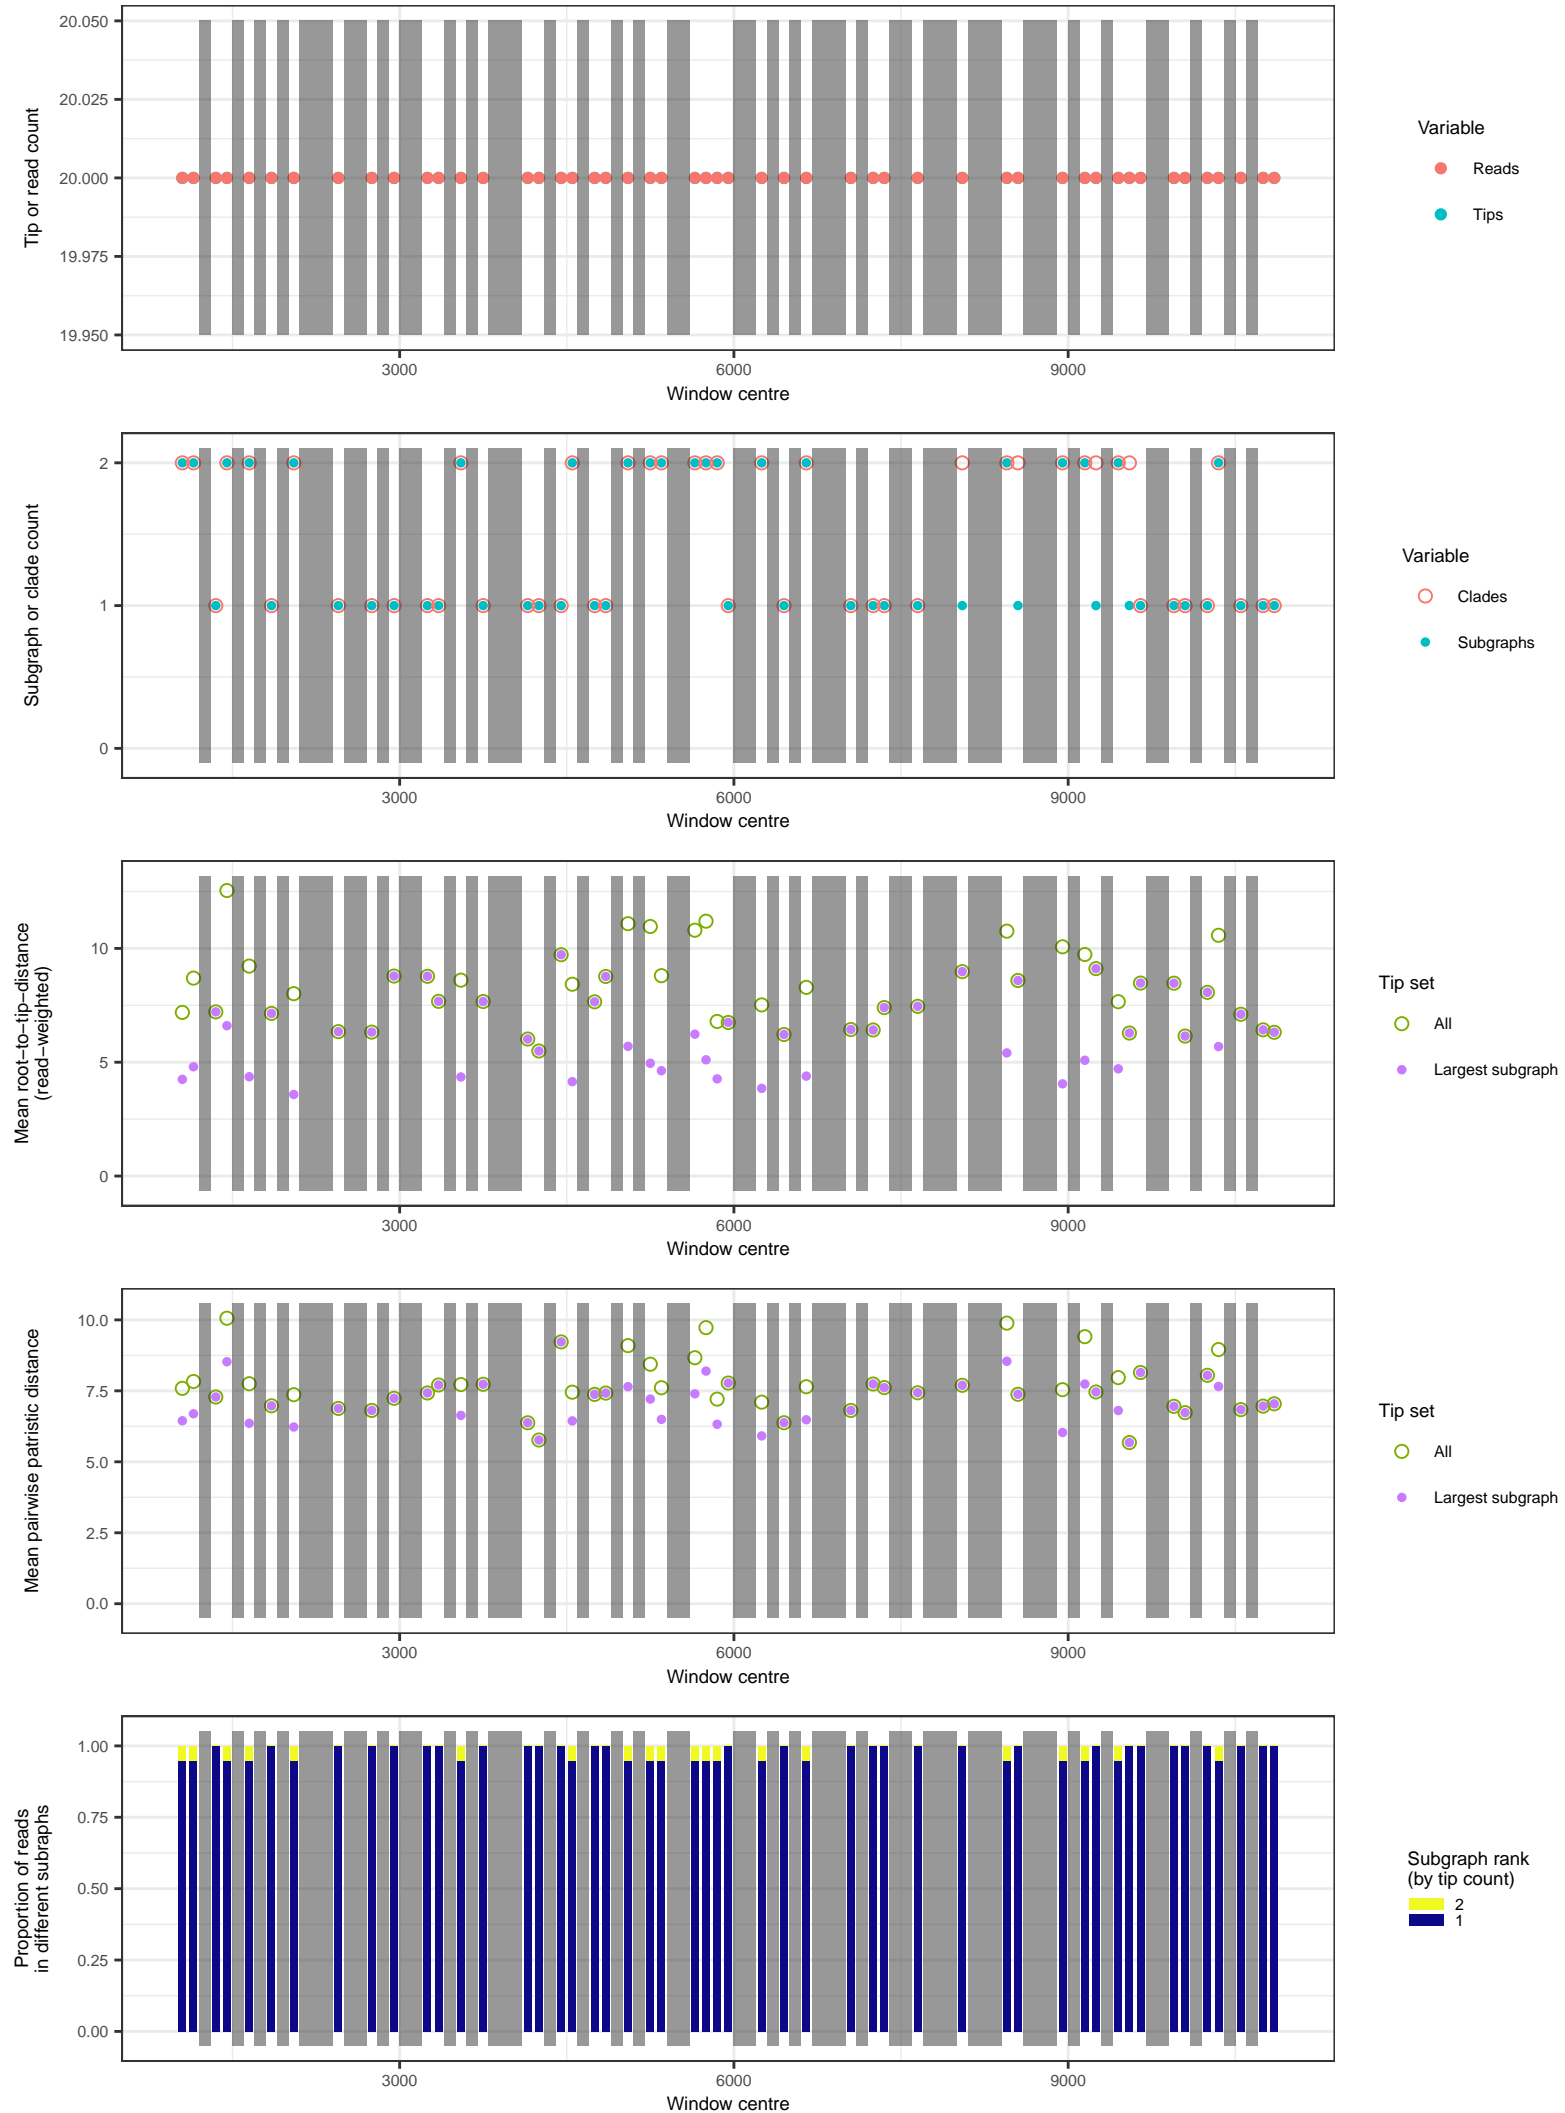 20.050
20.025
20.000
19.975
19.950
Tip or read count
3000
6000
9000
Window centre
Variable
Reads
Tips
2
1
0
Subgraph or clade count
3000
6000
9000
Window centre
Variable
Clades
Subgraphs
10
5
0
Mean root−to−tip−distance
(read−weighted)
3000
6000
9000
Window centre
Tip set
All
Largest subgraph
10.0
7.5
5.0
2.5
0.0
Mean pairwise patristic distance
3000
6000
9000
Window centre
Tip set
All
Largest subgraph
1.00
0.75
0.50
0.25
0.00
Proportion of reads
in different subraphs
3000
6000
9000
Window centre
Subgraph rank
(by tip count)
2
1